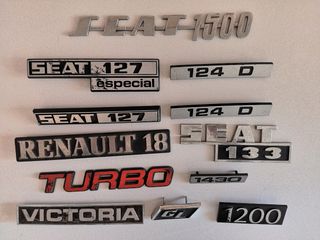 SEAT 1500
SEAT 127
especial
124 D
SEAT 127
124 D
RENAULT 18
SEAT
133
TURBO
1430
VICTORIA
GT
1200